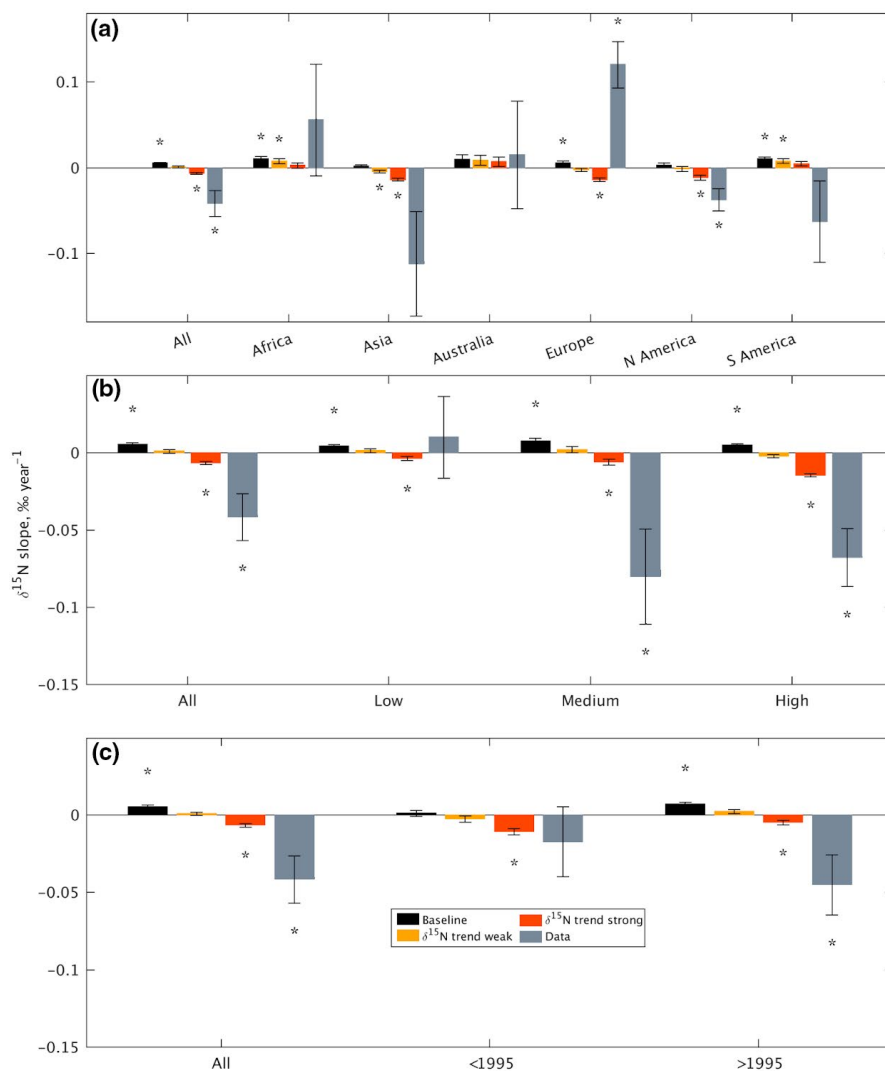 (a)
*
*
*
*
*
*
*
*
*
*
*
*
*
*
0.1
0
−0.1
All
Africa
Asia
Australia
Europe
N America
S America
(b)
*
*
*
*
*
*
*
*
*
*
*
0
−0.05
−0.1
−0.15
All
Low
Medium
High
δ¹⁵N slope, ‰ year⁻¹
(c)
*
*
*
*
*
*
*
0
−0.05
−0.1
−0.15
Baseline
δ¹⁵N trend strong
δ¹⁵N trend weak
Data
All
<1995
>1995